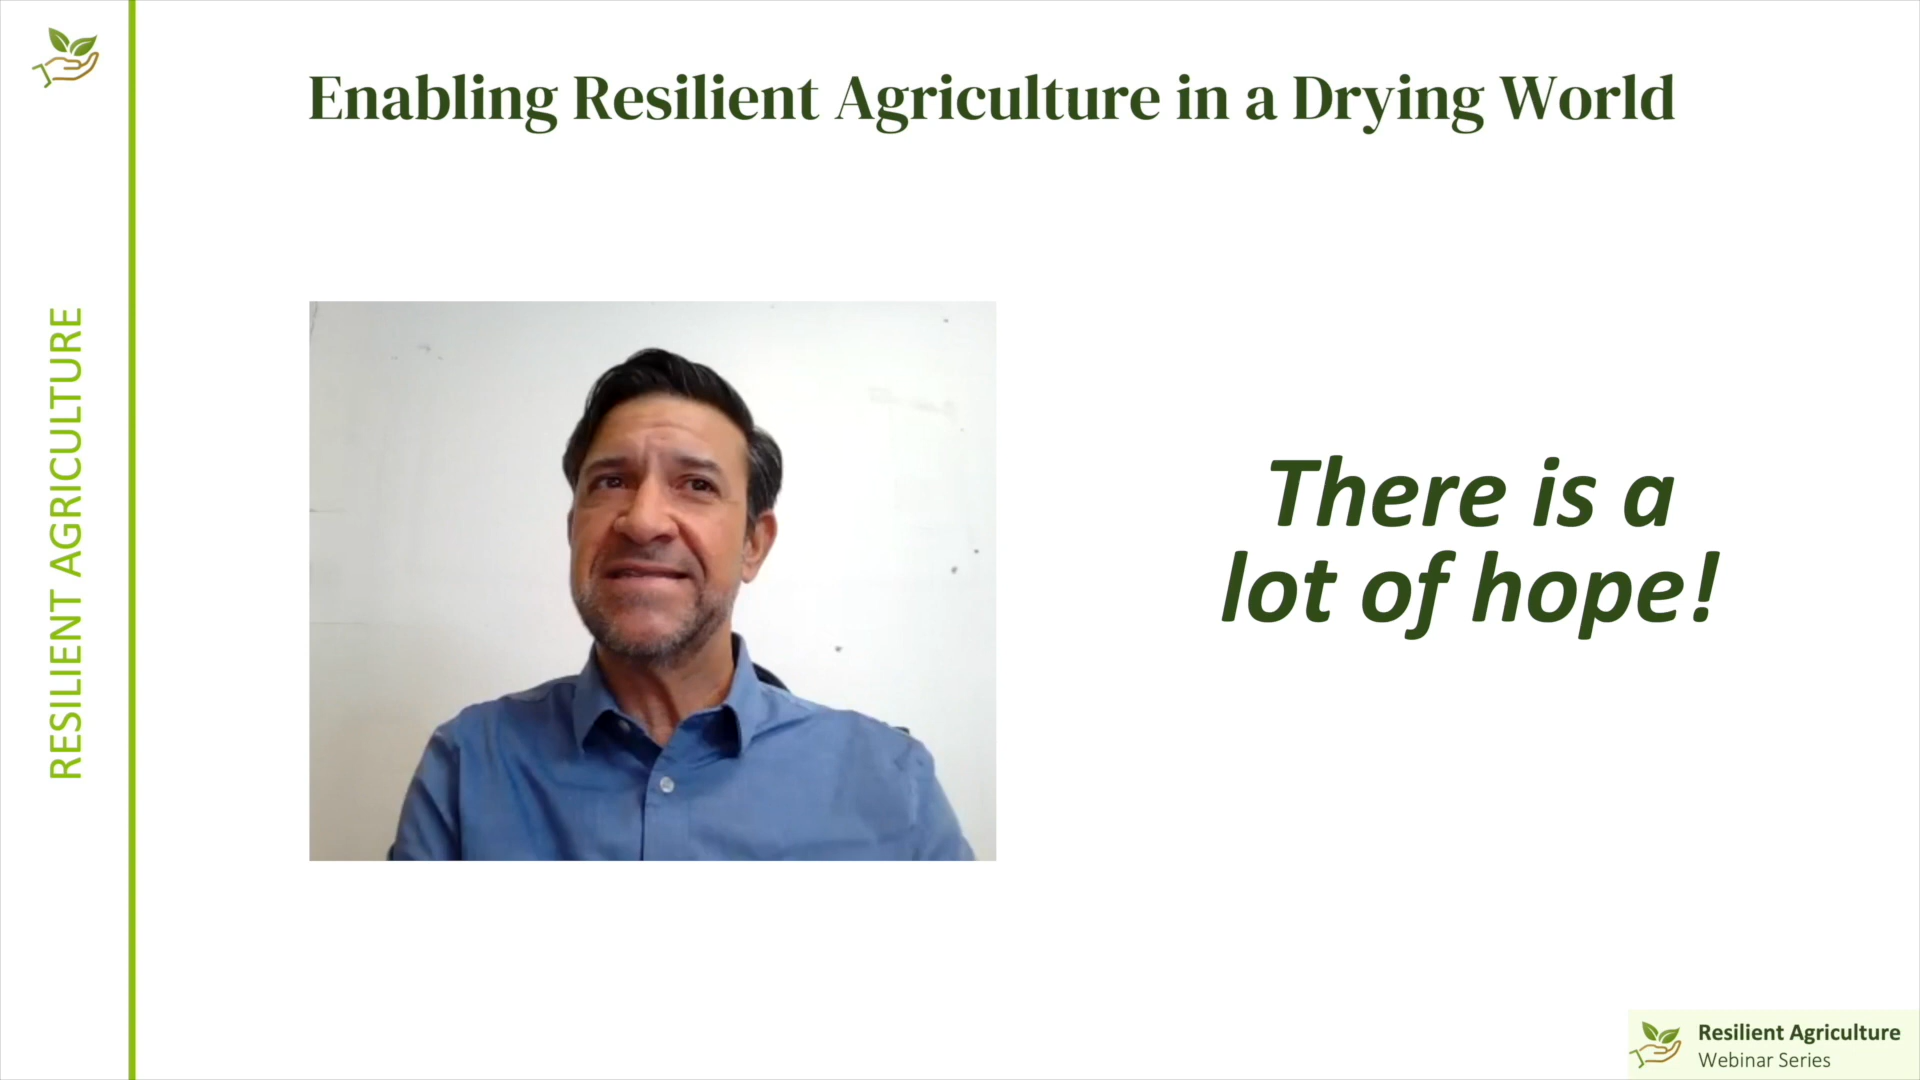 Enabling Resilient Agriculture in a Drying World
RESILIENT AGRICULTURE
There is a
lot of hope!
Resilient Agriculture
Webinar Series